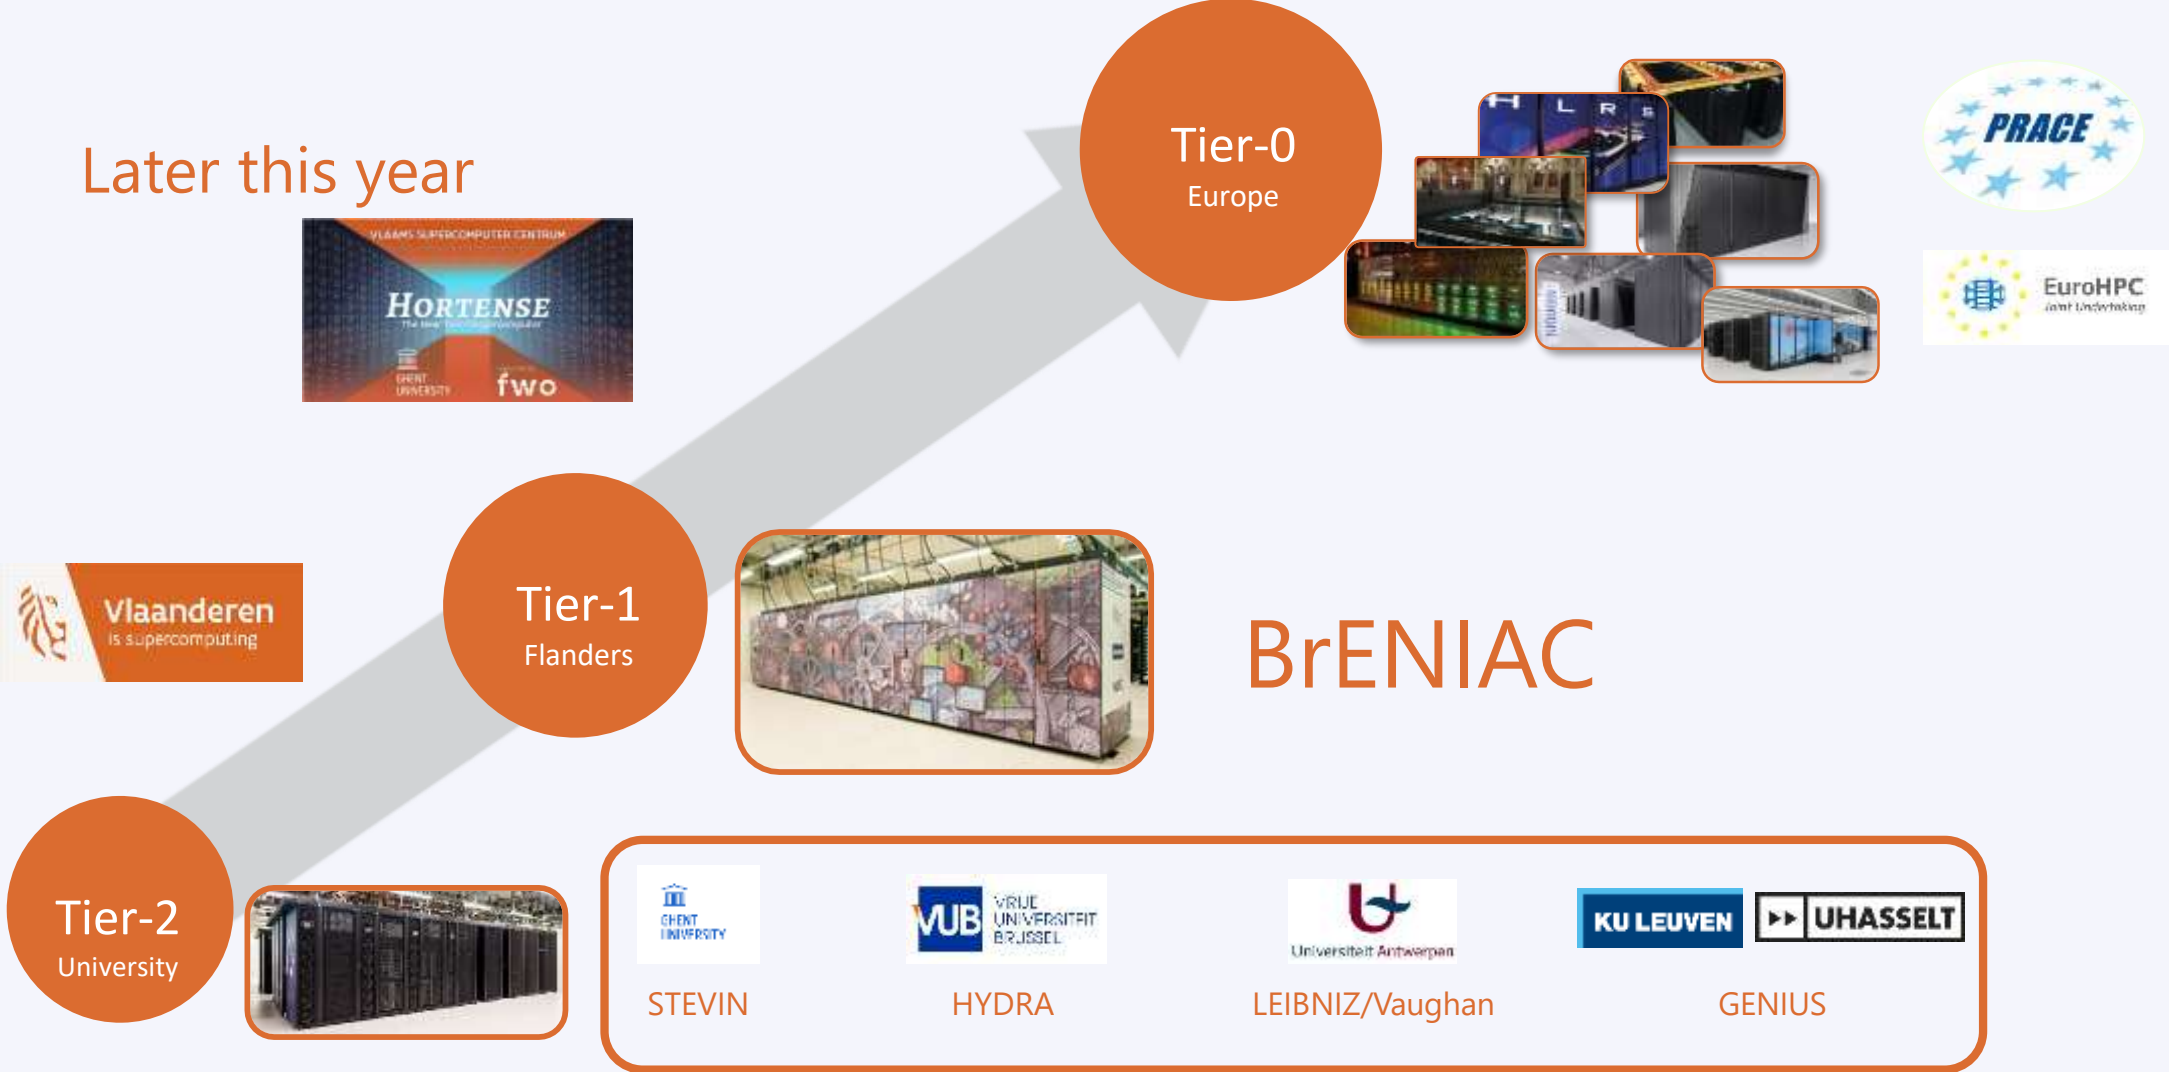 Later this year
VLAAMS SUPERCOMPUTER CENTRUM
HORTENSE
GHENT
UNIVERSITY
fwo
Tier-0
Europe
H L R S
PRACE
EuroHPC
Joint Undertaking
Vlaanderen
is supercomputing
Tier-1
Flanders
BrENIAC
Tier-2
University
GHENT
UNIVERSITY
STEVIN
VUB
VRIJE
UNIVERSITEIT
BRUSSEL
HYDRA
Universiteit Antwerpen
LEIBNIZ/Vaughan
KU LEUVEN
UHASSELT
GENIUS